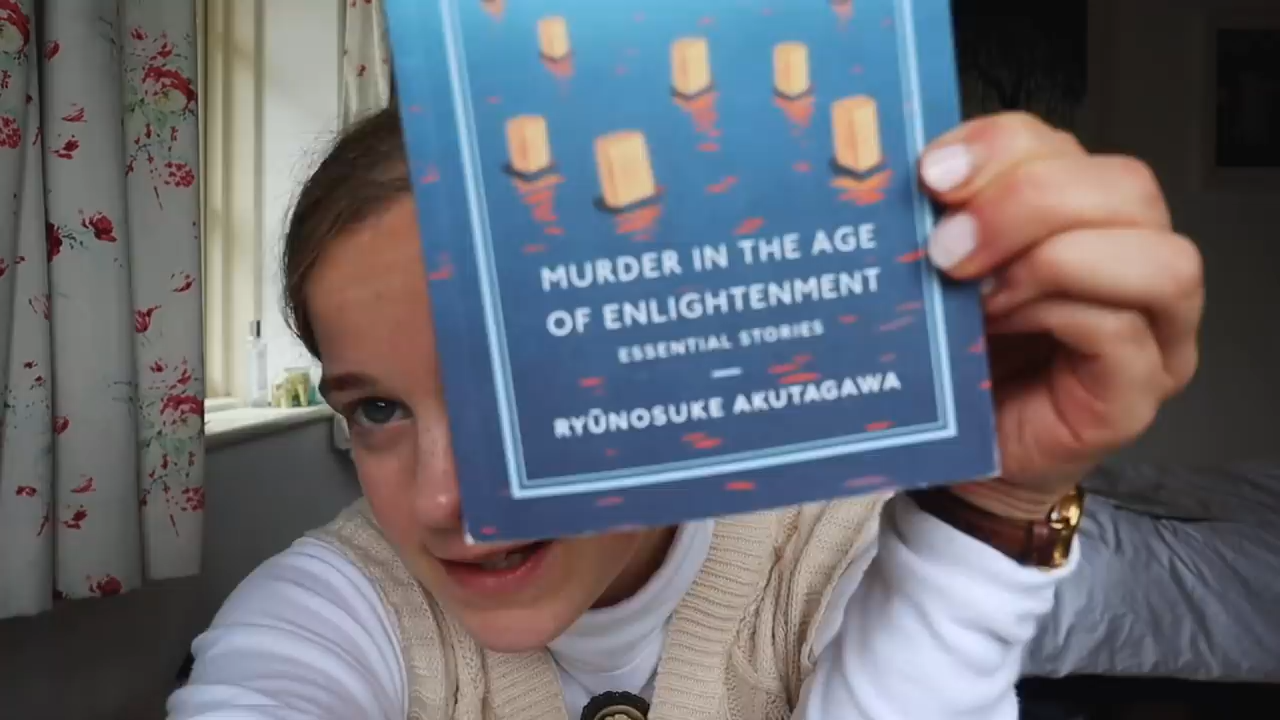 MURDER IN THE AGE
OF ENLIGHTENMENT
ESSENTIAL STORIES
RYŪNOSUKE AKUTAGAWA